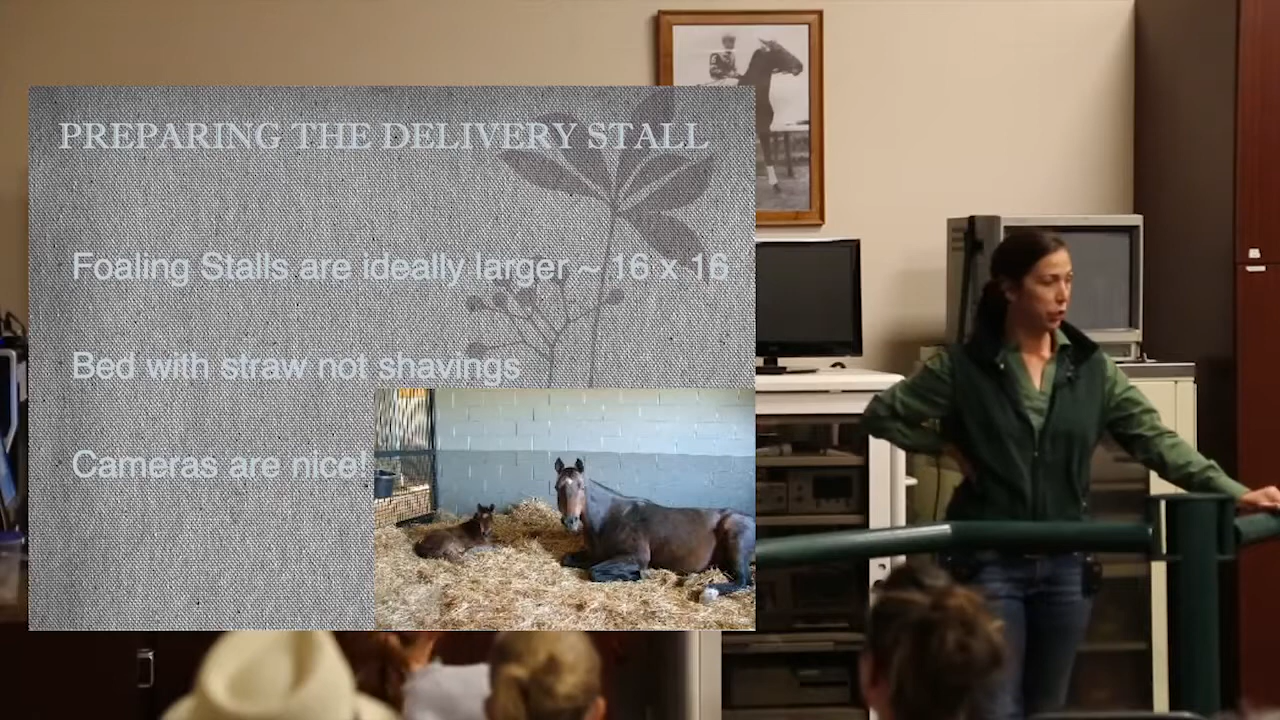 PREPARING THE DELIVERY STALL
Foaling Stalls are ideally larger ~ 16 x 16
Bed with straw not shavings
Cameras are nice!